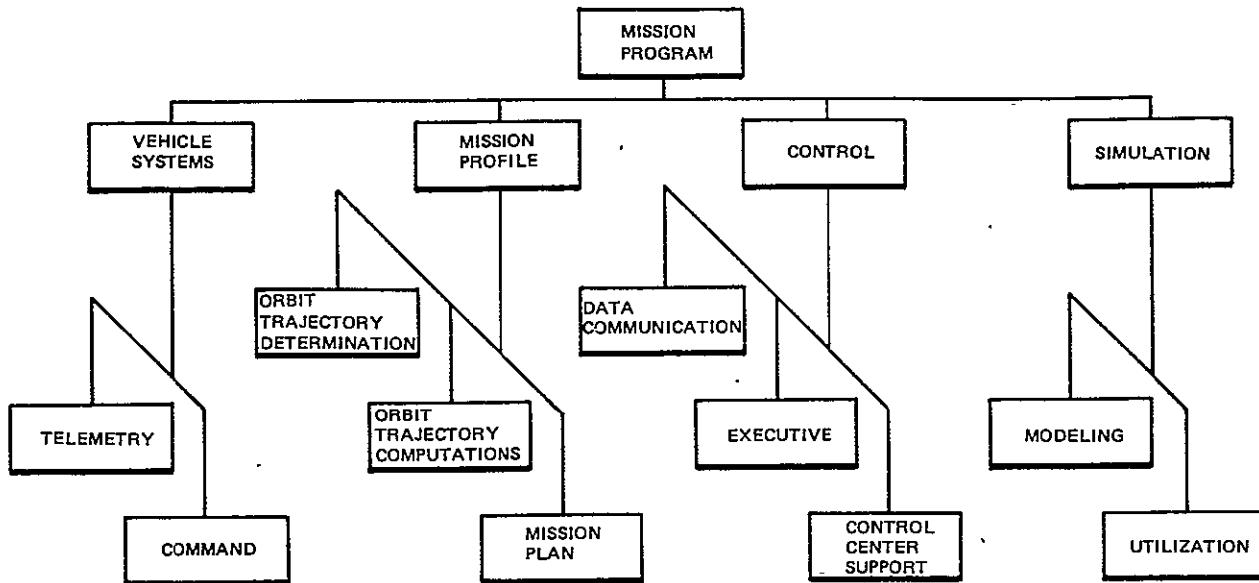 MISSION
PROGRAM
VEHICLE
SYSTEMS
MISSION
PROFILE
CONTROL
SIMULATION
ORBIT
TRAJECTORY
DETERMINATION
DATA
COMMUNICATION
TELEMETRY
ORBIT
TRAJECTORY
COMPUTATIONS
EXECUTIVE
MODELING
COMMAND
MISSION
PLAN
CONTROL
CENTER
SUPPORT
UTILIZATION